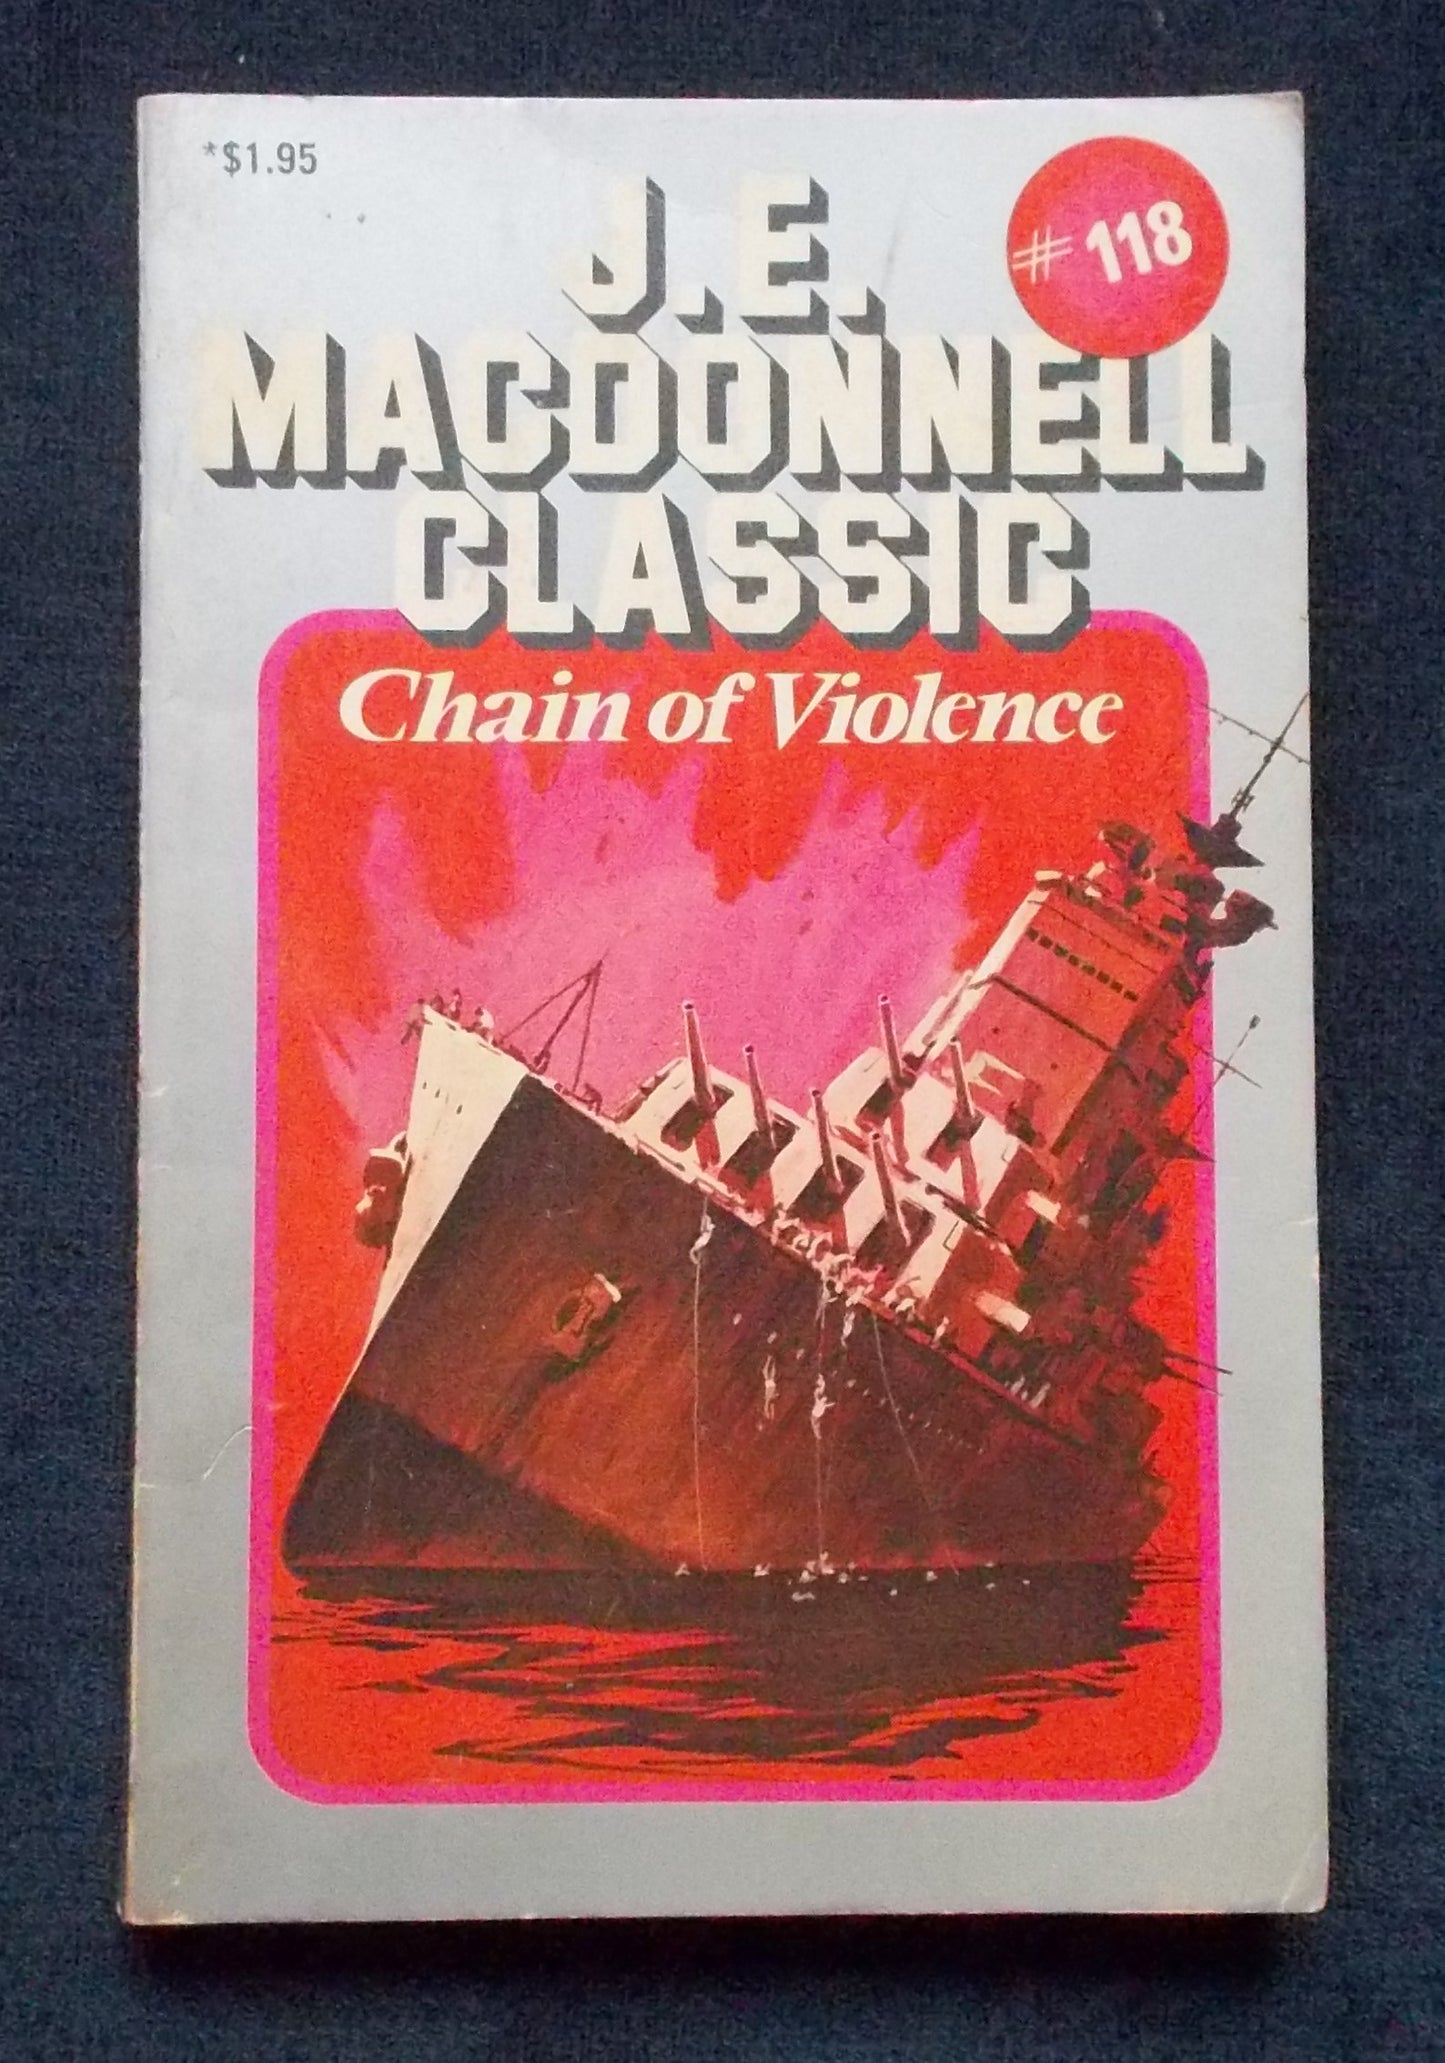 *$1.95
# 118
J. E.
MACDONNELL
CLASSIC
Chain of Violence